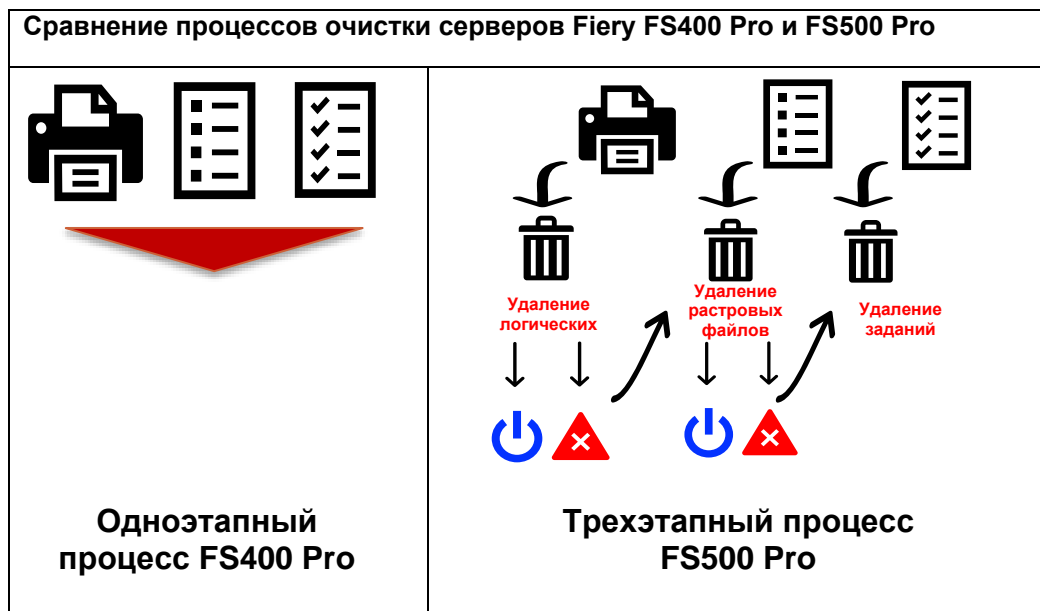 Сравнение процессов очистки серверов Fiery FS400 Pro и FS500 Pro
Удаление
логических
Удаление
растровых
файлов
Удаление
заданий
Одноэтапный
процесс FS400 Pro
Трехэтапный процесс
FS500 Pro